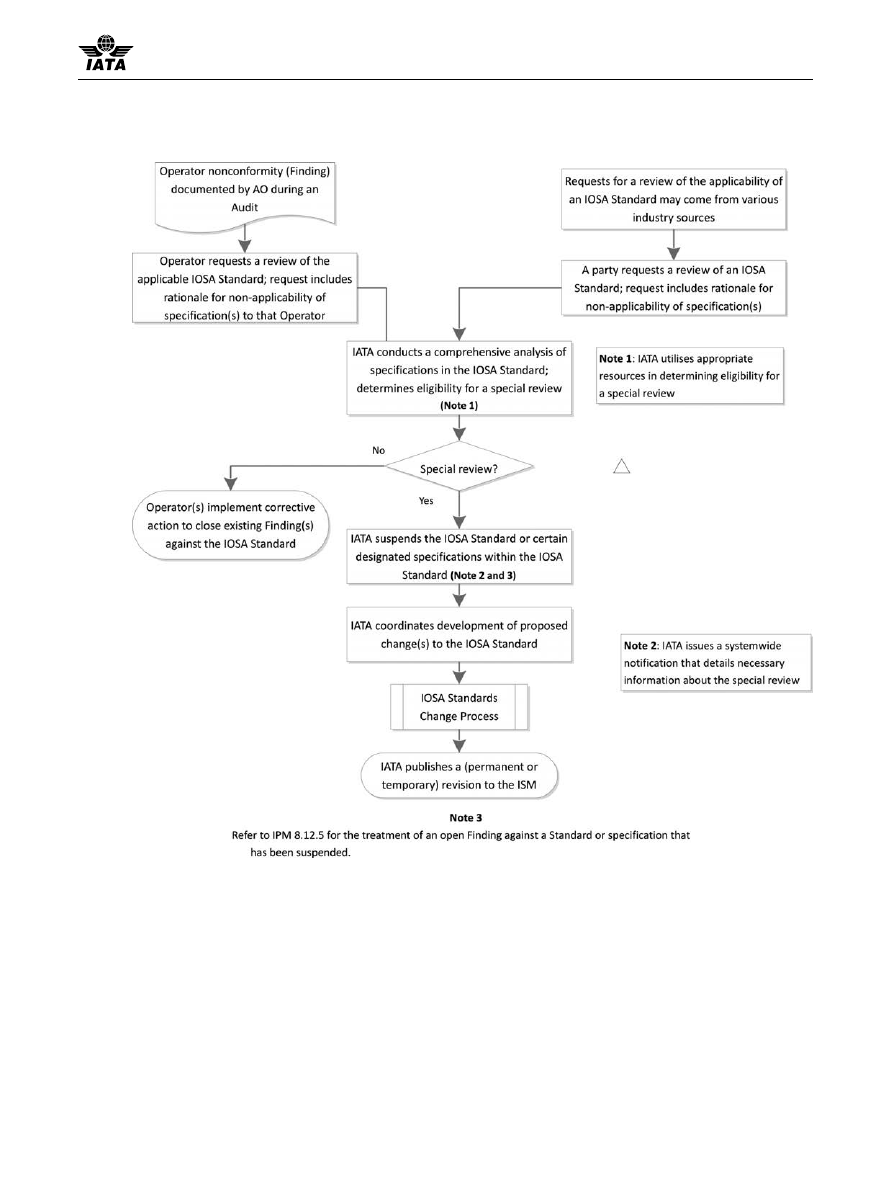 IATA
Operator nonconformity (Finding)
documented by AO during an
Audit
Requests for a review of the applicability of
an IOSA Standard may come from various
industry sources
Operator requests a review of the
applicable IOSA Standard; request includes
rationale for non-applicability of
specification(s) to that Operator
A party requests a review of an IOSA
Standard; request includes rationale for
non-applicability of specification(s)
IATA conducts a comprehensive analysis of
specifications in the IOSA Standard;
determines eligibility for a special review
(Note 1)
Note 1: IATA utilises appropriate
resources in determining eligibility for
a special review
No
Special review?
Yes
Operator(s) implement corrective
action to close existing Finding(s)
against the IOSA Standard
IATA suspends the IOSA Standard or certain
designated specifications within the IOSA
Standard (Note 2 and 3)
IATA coordinates development of proposed
change(s) to the IOSA Standard
Note 2: IATA issues a systemwide
notification that details necessary
information about the special review
IOSA Standards
Change Process
IATA publishes a (permanent or
temporary) revision to the ISM
Note 3
Refer to IPM 8.12.5 for the treatment of an open Finding against a Standard or specification that
has been suspended.